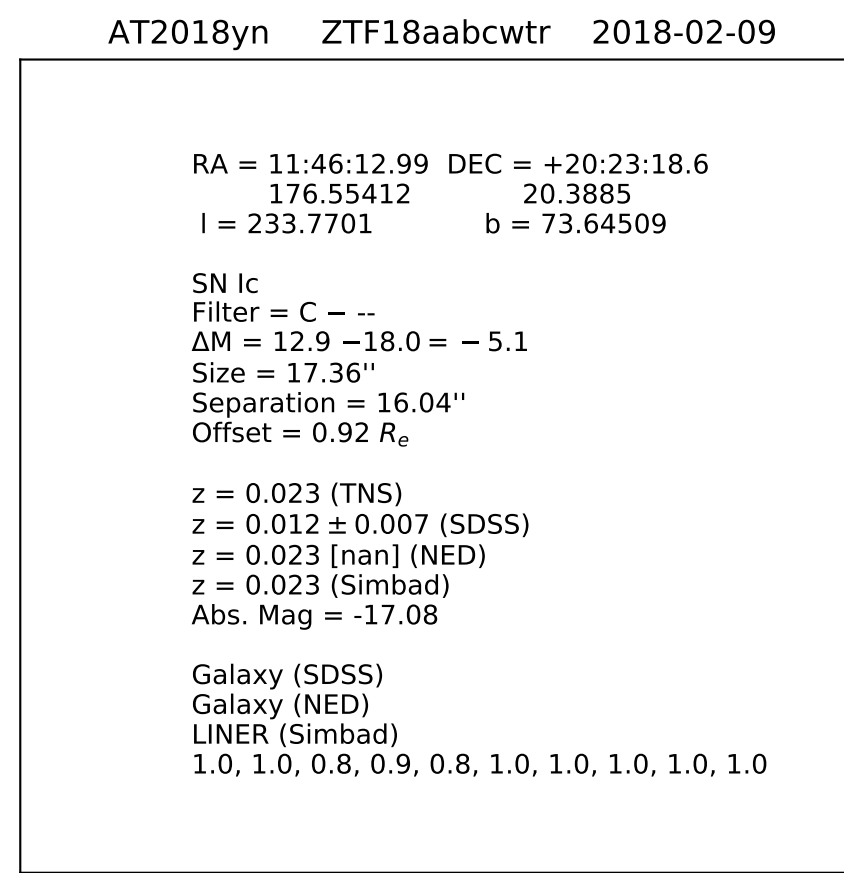 AT2018yn ZTF18aabcwtr 2018-02-09
RA = 11:46:12.99 DEC = +20:23:18.6
176.55412 20.3885
l = 233.7701 b = 73.64509
SN Ic
Filter = C − --
ΔM = 12.9 −18.0 = − 5.1
Size = 17.36''
Separation = 16.04''
Offset = 0.92 Rₑ
z = 0.023 (TNS)
z = 0.012 ± 0.007 (SDSS)
z = 0.023 [nan] (NED)
z = 0.023 (Simbad)
Abs. Mag = -17.08
Galaxy (SDSS)
Galaxy (NED)
LINER (Simbad)
1.0, 1.0, 0.8, 0.9, 0.8, 1.0, 1.0, 1.0, 1.0, 1.0